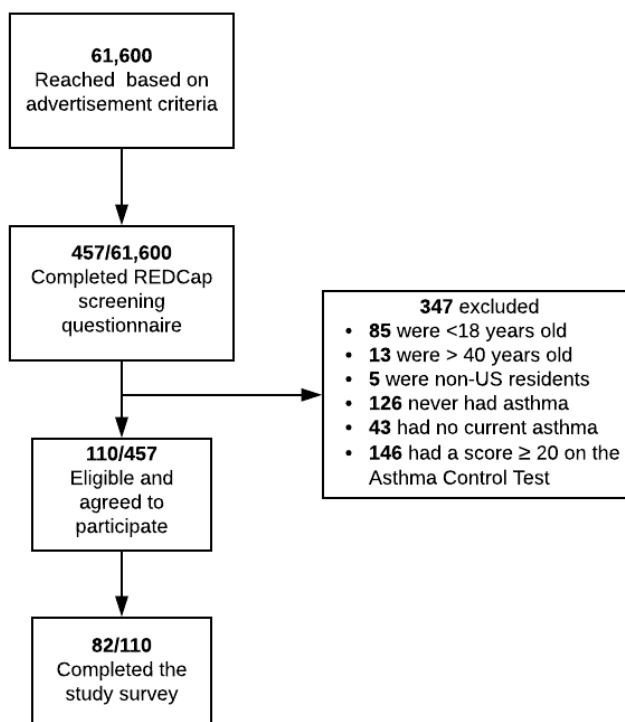 61,600
Reached based on
advertisement criteria
457/61,600
Completed REDCap
screening
questionnaire
347 excluded
• 85 were <18 years old
• 13 were > 40 years old
• 5 were non-US residents
• 126 never had asthma
• 43 had no current asthma
• 146 had a score ≥ 20 on the
Asthma Control Test
110/457
Eligible and
agreed to
participate
82/110
Completed the
study survey